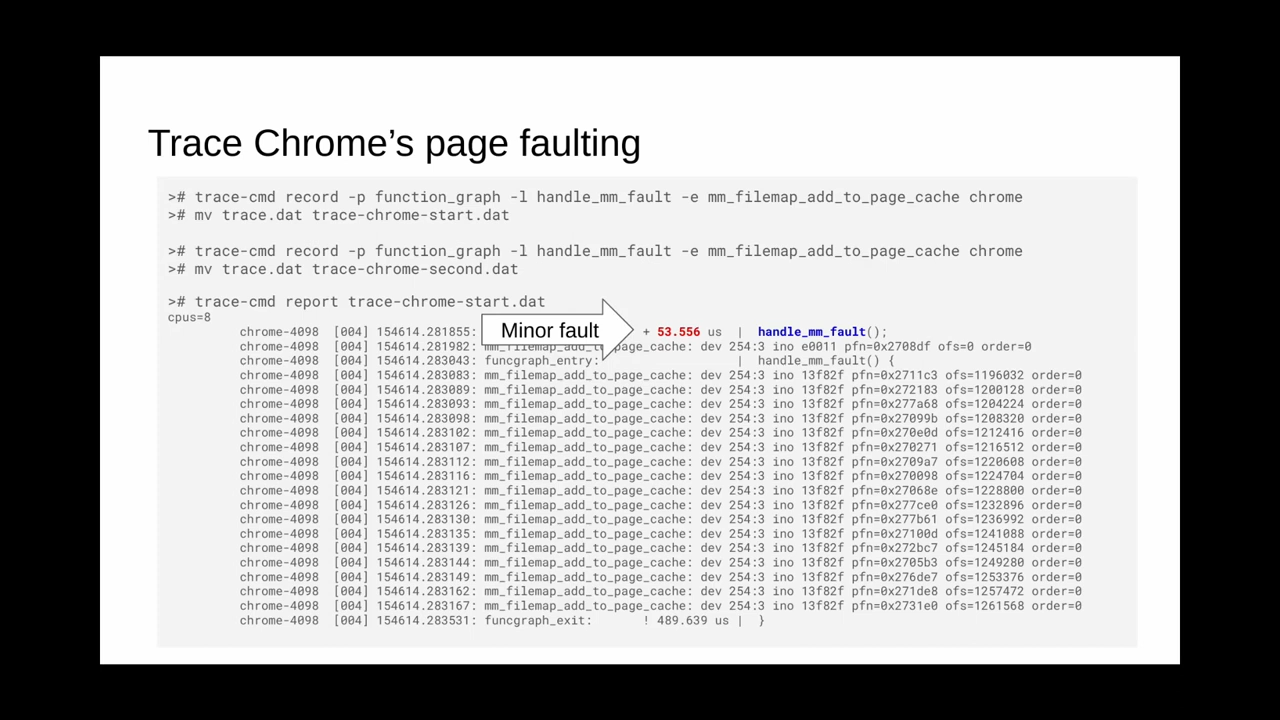 Trace Chrome’s page faulting
># trace-cmd record -p function_graph -l handle_mm_fault -e mm_filemap_add_to_page_cache chrome
># mv trace.dat trace-chrome-start.dat
># trace-cmd record -p function_graph -l handle_mm_fault -e mm_filemap_add_to_page_cache chrome
># mv trace.dat trace-chrome-second.dat
># trace-cmd report trace-chrome-start.dat
cpus=8
Minor fault
chrome-4098 [004] 154614.281855: + 53.556 us | handle_mm_fault();
chrome-4098 [004] 154614.281982: mm_filemap_add_to_page_cache: dev 254:3 ino e0011 pfn=0x2708df ofs=0 order=0
chrome-4098 [004] 154614.283043: funcgraph_entry: | handle_mm_fault() {
chrome-4098 [004] 154614.283083: mm_filemap_add_to_page_cache: dev 254:3 ino 13f82f pfn=0x2711c3 ofs=1196032 order=0
chrome-4098 [004] 154614.283089: mm_filemap_add_to_page_cache: dev 254:3 ino 13f82f pfn=0x272183 ofs=1200128 order=0
chrome-4098 [004] 154614.283093: mm_filemap_add_to_page_cache: dev 254:3 ino 13f82f pfn=0x277a68 ofs=1204224 order=0
chrome-4098 [004] 154614.283098: mm_filemap_add_to_page_cache: dev 254:3 ino 13f82f pfn=0x27099b ofs=1208320 order=0
chrome-4098 [004] 154614.283102: mm_filemap_add_to_page_cache: dev 254:3 ino 13f82f pfn=0x270e0d ofs=1212416 order=0
chrome-4098 [004] 154614.283107: mm_filemap_add_to_page_cache: dev 254:3 ino 13f82f pfn=0x270271 ofs=1216512 order=0
chrome-4098 [004] 154614.283112: mm_filemap_add_to_page_cache: dev 254:3 ino 13f82f pfn=0x2709a7 ofs=1220608 order=0
chrome-4098 [004] 154614.283116: mm_filemap_add_to_page_cache: dev 254:3 ino 13f82f pfn=0x270098 ofs=1224704 order=0
chrome-4098 [004] 154614.283121: mm_filemap_add_to_page_cache: dev 254:3 ino 13f82f pfn=0x27068e ofs=1228800 order=0
chrome-4098 [004] 154614.283126: mm_filemap_add_to_page_cache: dev 254:3 ino 13f82f pfn=0x277ce0 ofs=1232896 order=0
chrome-4098 [004] 154614.283130: mm_filemap_add_to_page_cache: dev 254:3 ino 13f82f pfn=0x277b61 ofs=1236992 order=0
chrome-4098 [004] 154614.283135: mm_filemap_add_to_page_cache: dev 254:3 ino 13f82f pfn=0x27100d ofs=1241088 order=0
chrome-4098 [004] 154614.283139: mm_filemap_add_to_page_cache: dev 254:3 ino 13f82f pfn=0x272bc7 ofs=1245184 order=0
chrome-4098 [004] 154614.283144: mm_filemap_add_to_page_cache: dev 254:3 ino 13f82f pfn=0x2705b3 ofs=1249280 order=0
chrome-4098 [004] 154614.283149: mm_filemap_add_to_page_cache: dev 254:3 ino 13f82f pfn=0x276de7 ofs=1253376 order=0
chrome-4098 [004] 154614.283162: mm_filemap_add_to_page_cache: dev 254:3 ino 13f82f pfn=0x271de8 ofs=1257472 order=0
chrome-4098 [004] 154614.283167: mm_filemap_add_to_page_cache: dev 254:3 ino 13f82f pfn=0x2731e0 ofs=1261568 order=0
chrome-4098 [004] 154614.283531: funcgraph_exit: ! 489.639 us | }